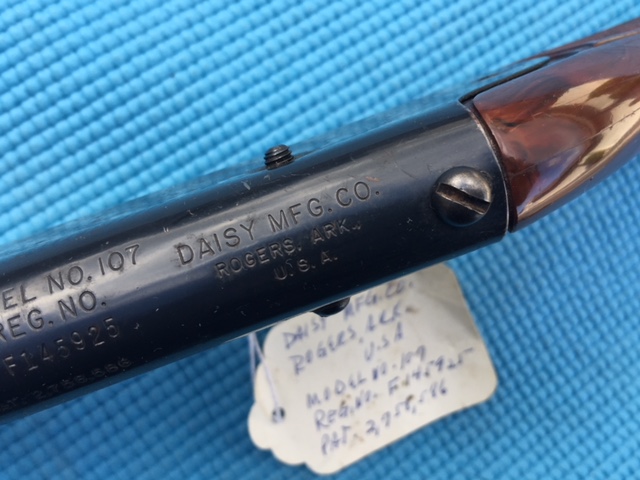 DAISY MFG. CO.
ROGERS, ARK.,
U. S. A.
EL NO. 107
REG. NO.
F145925
DAISY MFG. CO.
ROGERS, ARK.
U.S.A
MODEL NO. 109
REG. NO. F145925
PAT. 2,758,586